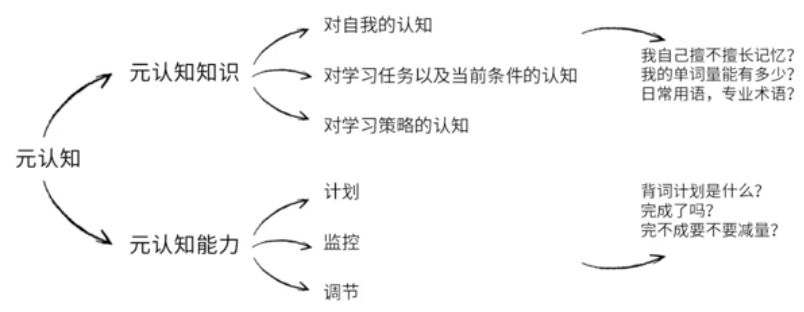 元认知
元认知知识
对自我的认知
对学习任务以及当前条件的认知
对学习策略的认知
我自己擅不擅长记忆?
我的单词量能有多少?
日常用语，专业术语?
元认知能力
计划
监控
调节
背词计划是什么?
完成了吗?
完不成要不要减量?